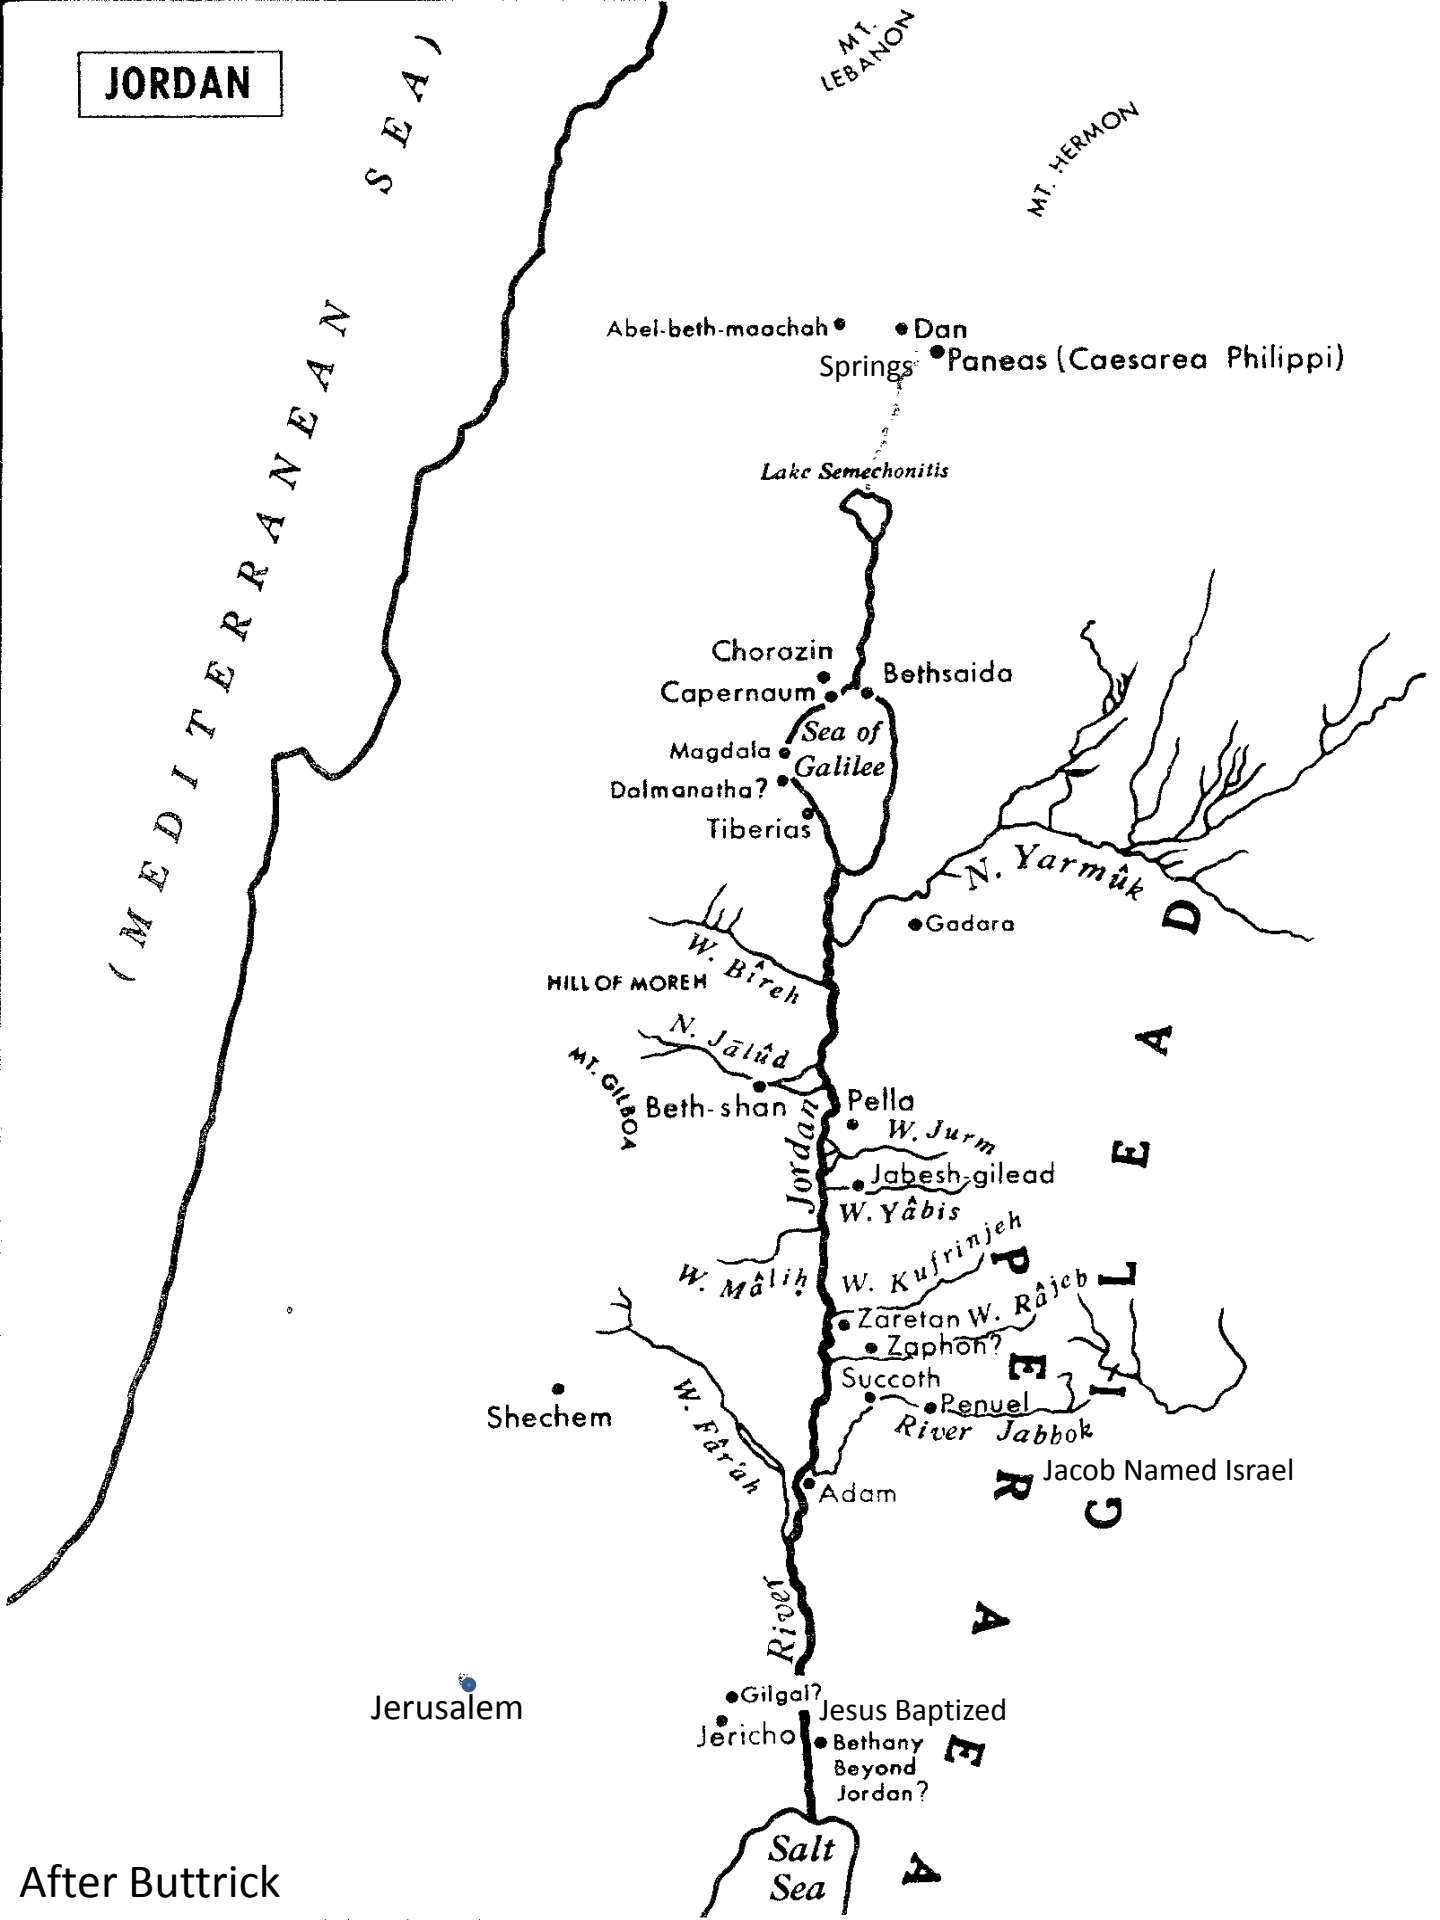 JORDAN
(MEDITERRANEAN SEA)
MT.
LEBANON
MT. HERMON
Abel-beth-maachah
Dan
Springs
Paneas (Caesarea Philippi)
Lake Semechonitis
Chorazin
Bethsaida
Capernaum
Sea of
Galilee
Magdala
Dalmanatha?
Tiberias
N. Yarmûk
Gadara
W. Bîreh
HILL OF MOREH
N. Jālûd
MT. GILBOA
Beth-shan
Pella
W. Jurm
Jordan
Jabesh-gilead
W. Yâbis
W. Mâliḥ
W. Kufrinjeh
Zaretan
W. Râjeb
Zaphon?
Succoth
Penuel
River Jabbok
Shechem
W. Fâr'ah
Jacob Named Israel
Adam
GILEAD
PERAEA
River
Jerusalem
Gilgal?
Jesus Baptized
Jericho
Bethany
Beyond
Jordan?
Salt
Sea
After Buttrick